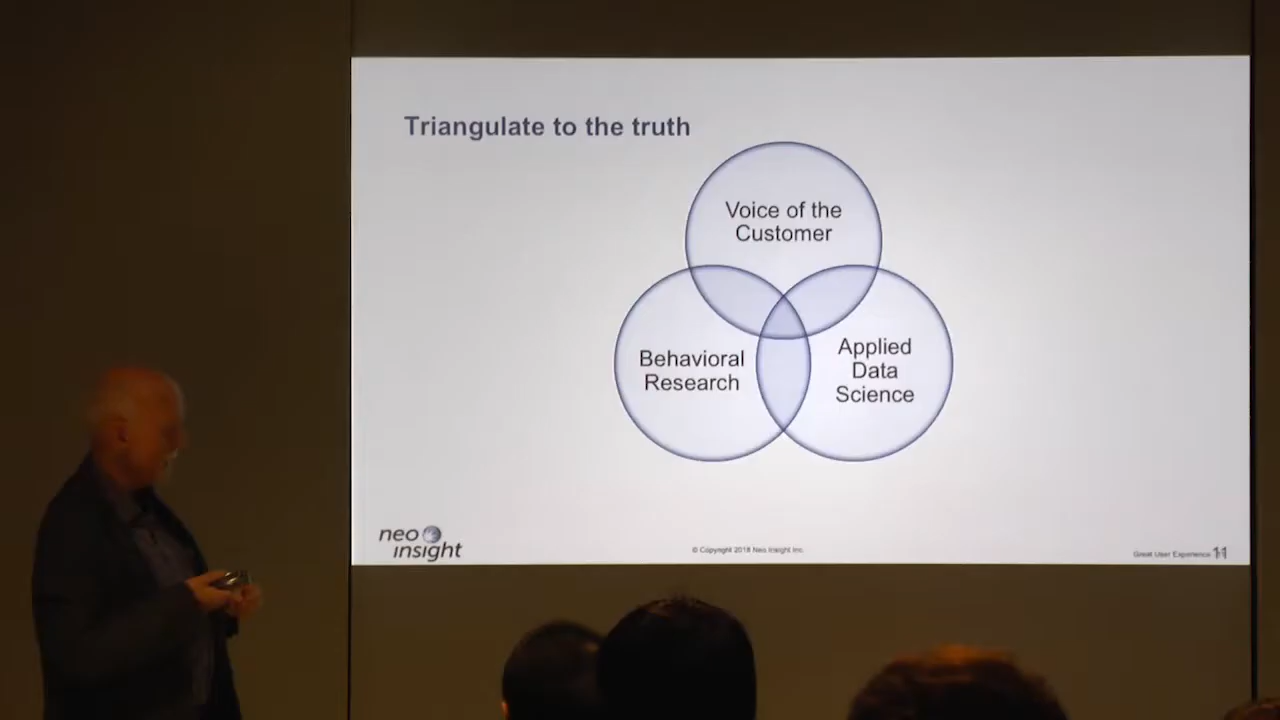 Triangulate to the truth
Voice of the
Customer
Behavioral
Research
Applied
Data
Science
neo
insight
© Copyright 2018 Neo Insight Inc.
Great User Experience 11